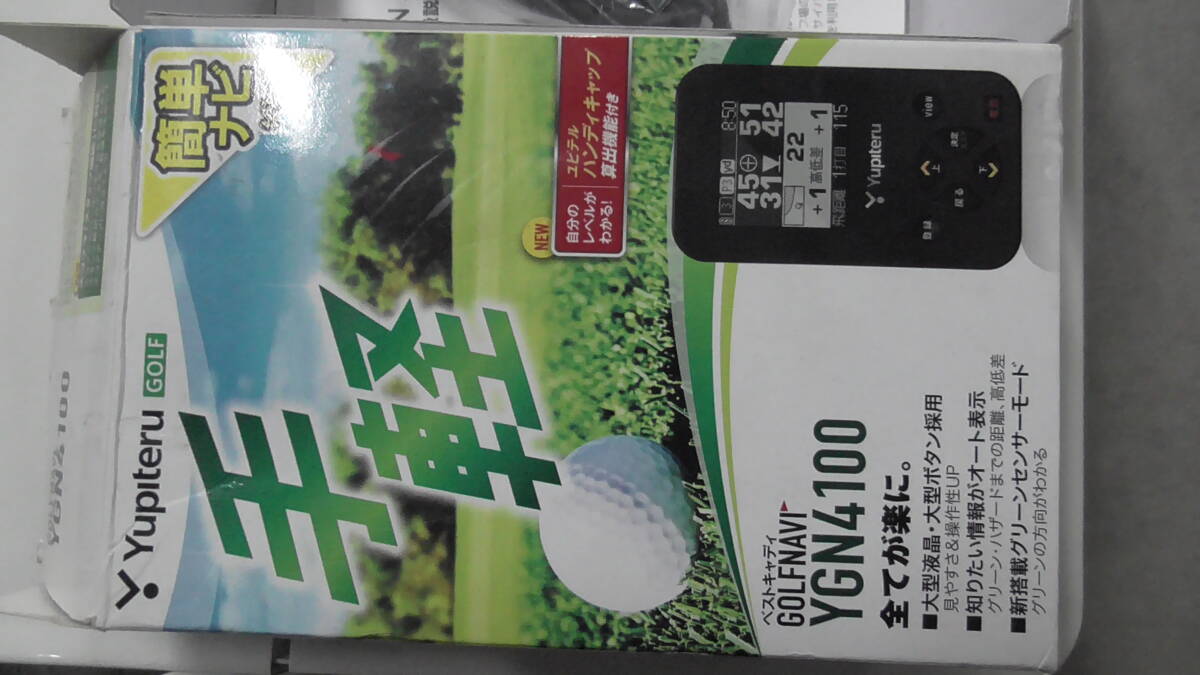 簡単
ナビ
Yupiteru GOLF
手軽
NEW
自分の
レベルが
わかる!
ユピテル
ハンディキャップ
算出機能付き
8:50
45 51
31 42
22
+1 高低差 +1
飛距離 1打目 115
Yupiteru
VIEW
登録
上
戻る
決定
下
ベストキャディ
GOLFNAVI
YGN4100
全てが楽に。
■大型液晶・大型ボタン採用
見やすさ&操作性UP
■知りたい情報がオート表示
グリーン・ハザードまでの距離、高低差
■新搭載グリーンセンサーモード
グリーンの方向がわかる
YGN4100